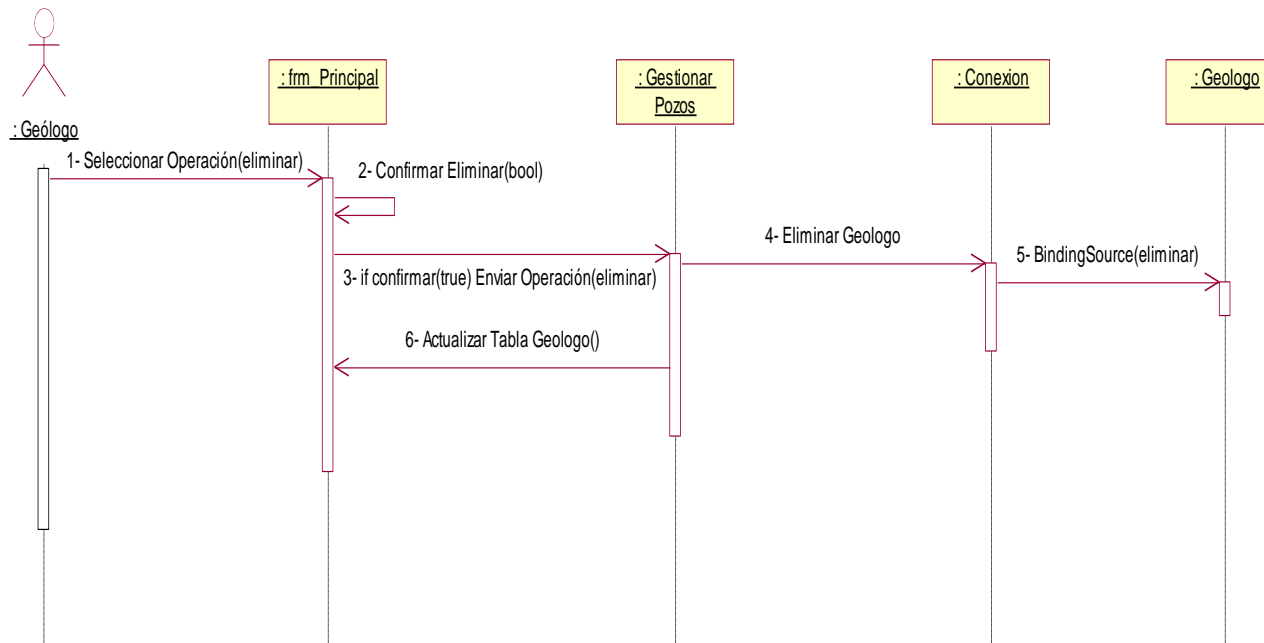 : frm_Principal
: Gestionar
Pozos
: Conexion
: Geologo
: Geólogo
1- Seleccionar Operación(eliminar)
2- Confirmar Eliminar(bool)
3- if confirmar(true) Enviar Operación(eliminar)
4- Eliminar Geologo
5- BindingSource(eliminar)
6- Actualizar Tabla Geologo()